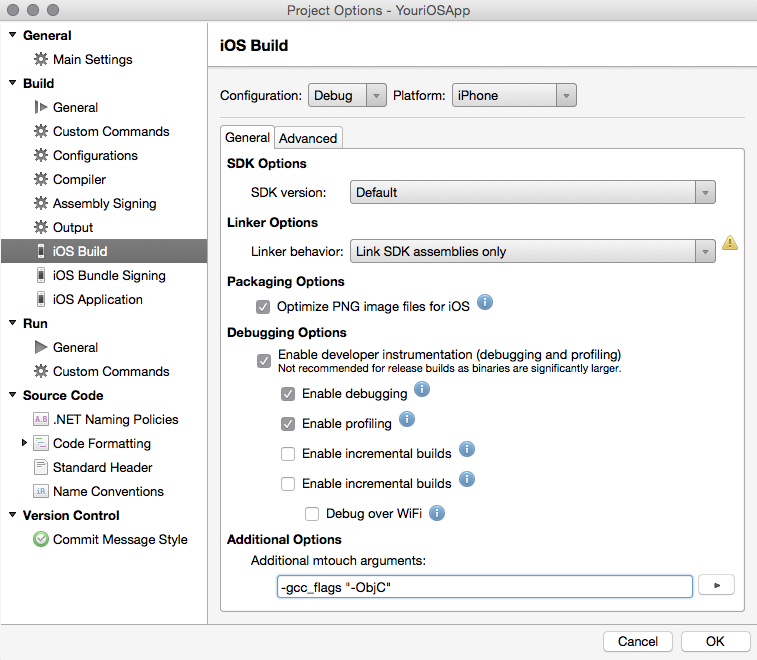 Project Options - YouriOSApp
General
Main Settings
Build
General
Custom Commands
Configurations
Compiler
Assembly Signing
Output
iOS Build
iOS Bundle Signing
iOS Application
Run
General
Custom Commands
Source Code
A.B .NET Naming Policies
Code Formatting
Standard Header
iR Name Conventions
Version Control
Commit Message Style
iOS Build
Configuration: Debug Platform: iPhone
General Advanced
SDK Options
SDK version: Default
Linker Options
Linker behavior: Link SDK assemblies only
Packaging Options
Optimize PNG image files for iOS
Debugging Options
Enable developer instrumentation (debugging and profiling)
Not recommended for release builds as binaries are significantly larger.
Enable debugging
Enable profiling
Enable incremental builds
Enable incremental builds
Debug over WiFi
Additional Options
Additional mtouch arguments:
-gcc_flags "-ObjC"
Cancel OK